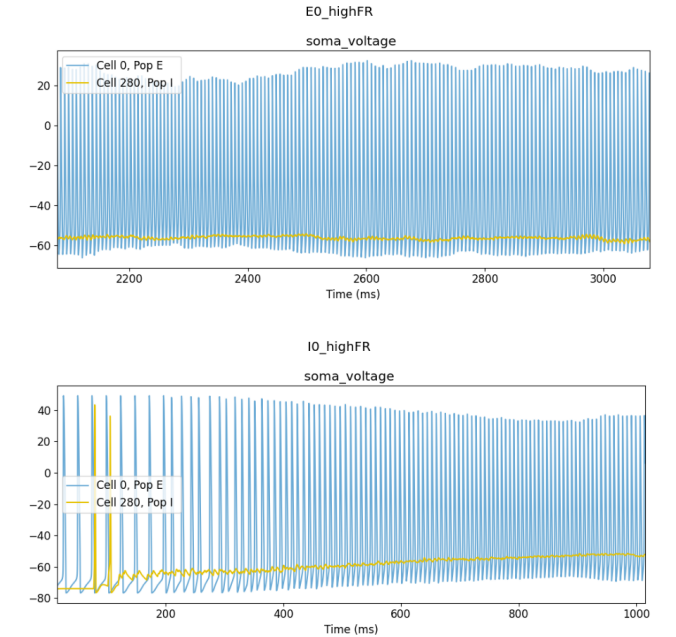 E0_highFR
soma_voltage
Cell 0, Pop E
Cell 280, Pop I
20
0
−20
−40
−60
2200 2400 2600 2800 3000
Time (ms)
I0_highFR
soma_voltage
40
20
0
Cell 0, Pop E
−20
Cell 280, Pop I
−40
−60
−80
200 400 600 800 1000
Time (ms)